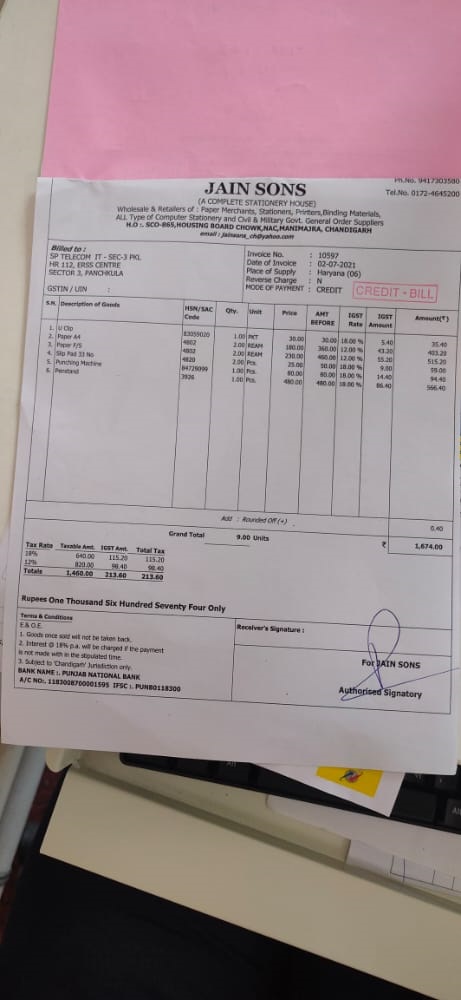 Ph.No. 9417303580
Tel.No. 0172-4645200
JAIN SONS
(A COMPLETE STATIONERY HOUSE)
Wholesale & Retailers of : Paper Merchants, Stationers, Printers,Binding Materials,
ALL Type of Computer Stationery and Civil & Military Govt. General Order Suppliers
H.O :. SCO-865,HOUSING BOARD CHOWK,NAC,MANIMAJRA, CHANDIGARH
email : jainsons_ch@yahoo.com
Billed to :
SP TELECOM IT - SEC-3 PKL
HR 112, ERSS CENTRE
SECTOR 3, PANCHKULA
GSTIN / UIN :
Invoice No. : 10597
Date of Invoice : 02-07-2021
Place of Supply : Haryana (06)
Reverse Charge : N
MODE OF PAYMENT : CREDIT
CREDIT - BILL
S.N. Description of Goods HSN/SAC Code Qty. Unit Price AMT BEFORE IGST Rate IGST Amount Amount(₹)
1. U Clip 83059020 1.00 PKT 30.00 30.00 18.00 % 5.40 35.40
2. Paper A4 4802 2.00 REAM 180.00 360.00 12.00 % 43.20 403.20
3. Paper F/S 4802 2.00 REAM 230.00 460.00 12.00 % 55.20 515.20
4. Slip Pad 33 No 4820 2.00 Pcs. 25.00 50.00 18.00 % 9.00 59.00
5. Punching Machine 84729099 1.00 Pcs. 80.00 80.00 18.00 % 14.40 94.40
6. Penstand 3926 1.00 Pcs. 480.00 480.00 18.00 % 86.40 566.40
Add : Rounded Off (+) 0.40
Grand Total 9.00 Units ₹ 1,674.00
Tax Rate Taxable Amt. IGST Amt. Total Tax
18% 640.00 115.20 115.20
12% 820.00 98.40 98.40
Totals 1,460.00 213.60 213.60
Rupees One Thousand Six Hundred Seventy Four Only
Terms & Conditions
E.& O.E.
1. Goods once sold will not be taken back.
2. Interest @ 18% p.a. will be charged if the payment
is not made with in the stipulated time.
3. Subject to 'Chandigarh' Jurisdiction only.
BANK NAME :. PUNJAB NATIONAL BANK
A/C NO:. 1183008700001595 IFSC :. PUNB0118300
Receiver's Signature :
For JAIN SONS
Authorised Signatory